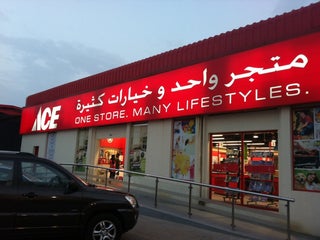 متجر واحد و خيارات كثيرة
ACE
ONE STORE. MANY LIFESTYLES.